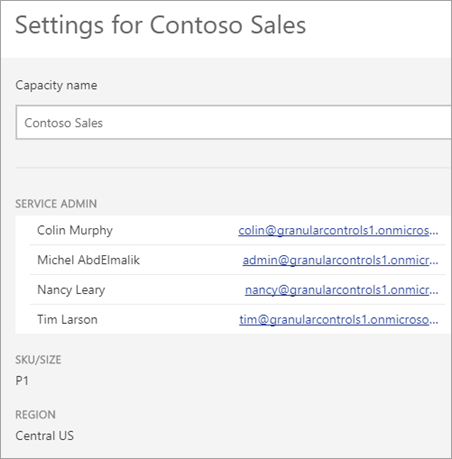 Settings for Contoso Sales
Capacity name
Contoso Sales
SERVICE ADMIN
Colin Murphy colin@granularcontrols1.onmicros...
Michel AbdElmalik admin@granularcontrols1.onmicr...
Nancy Leary nancy@granularcontrols1.onmicr...
Tim Larson tim@granularcontrols1.onmicroso...
SKU/SIZE
P1
REGION
Central US